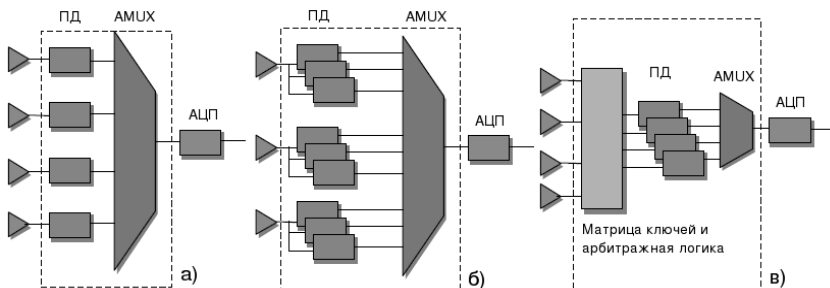 ПД AMUX
АЦП
а)
ПД AMUX
АЦП
б)
ПД
AMUX
АЦП
Матрица ключей и
арбитражная логика
в)